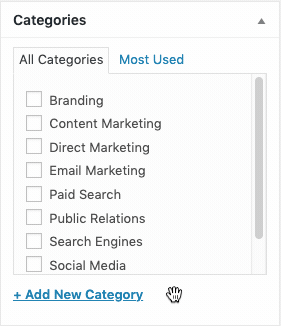 Categories
All Categories Most Used
Branding
Content Marketing
Direct Marketing
Email Marketing
Paid Search
Public Relations
Search Engines
Social Media
+ Add New Category